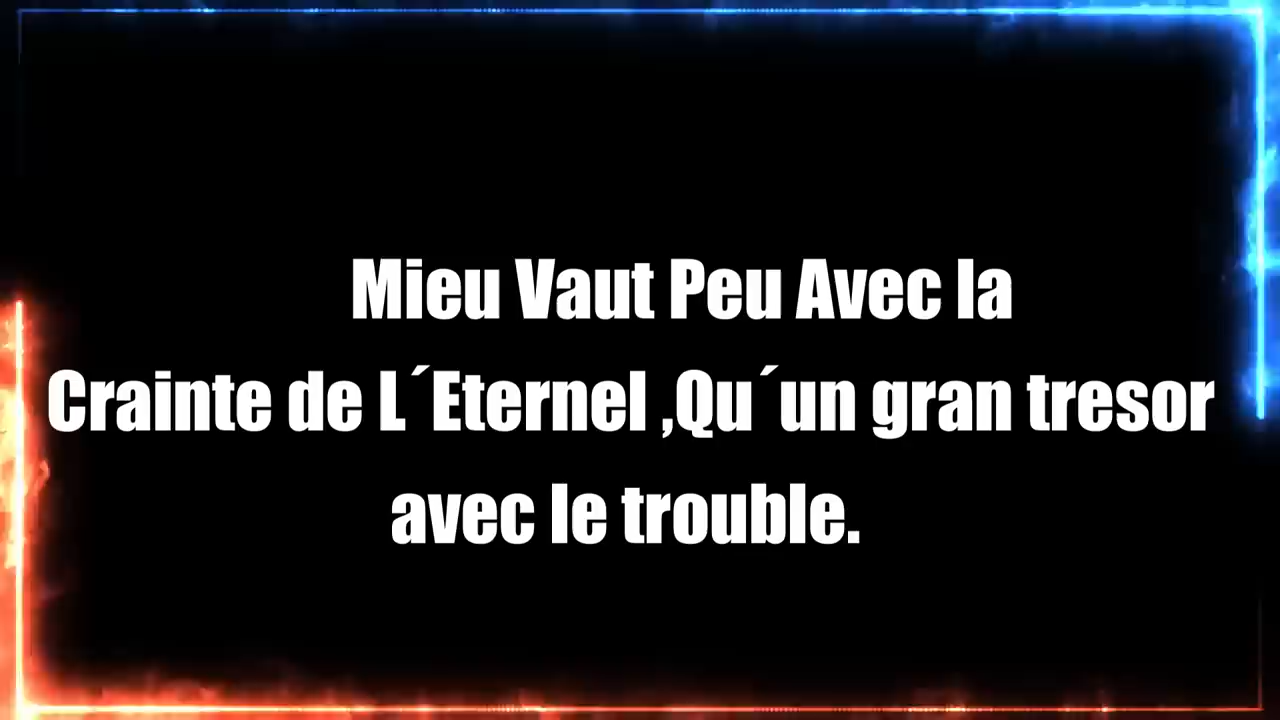 Mieu Vaut Peu Avec la
Crainte de L´Eternel ,Qu´un gran tresor
avec le trouble.